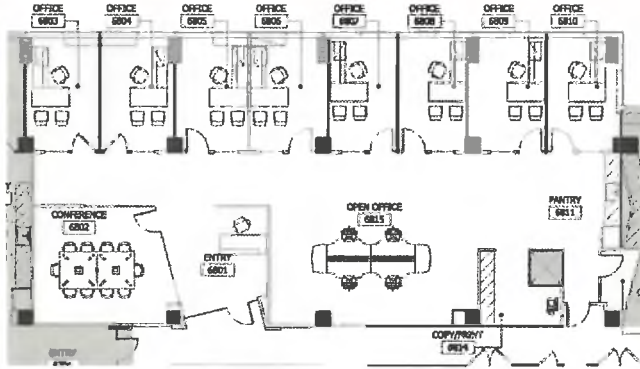 OFFICE
6803
OFFICE
6804
OFFICE
6805
OFFICE
6806
OFFICE
6807
OFFICE
6808
OFFICE
6809
OFFICE
6810
CONFERENCE
6802
ENTRY
6801
OPEN OFFICE
6815
PANTRY
6811
COPY/PRINT
6814
ENTRY